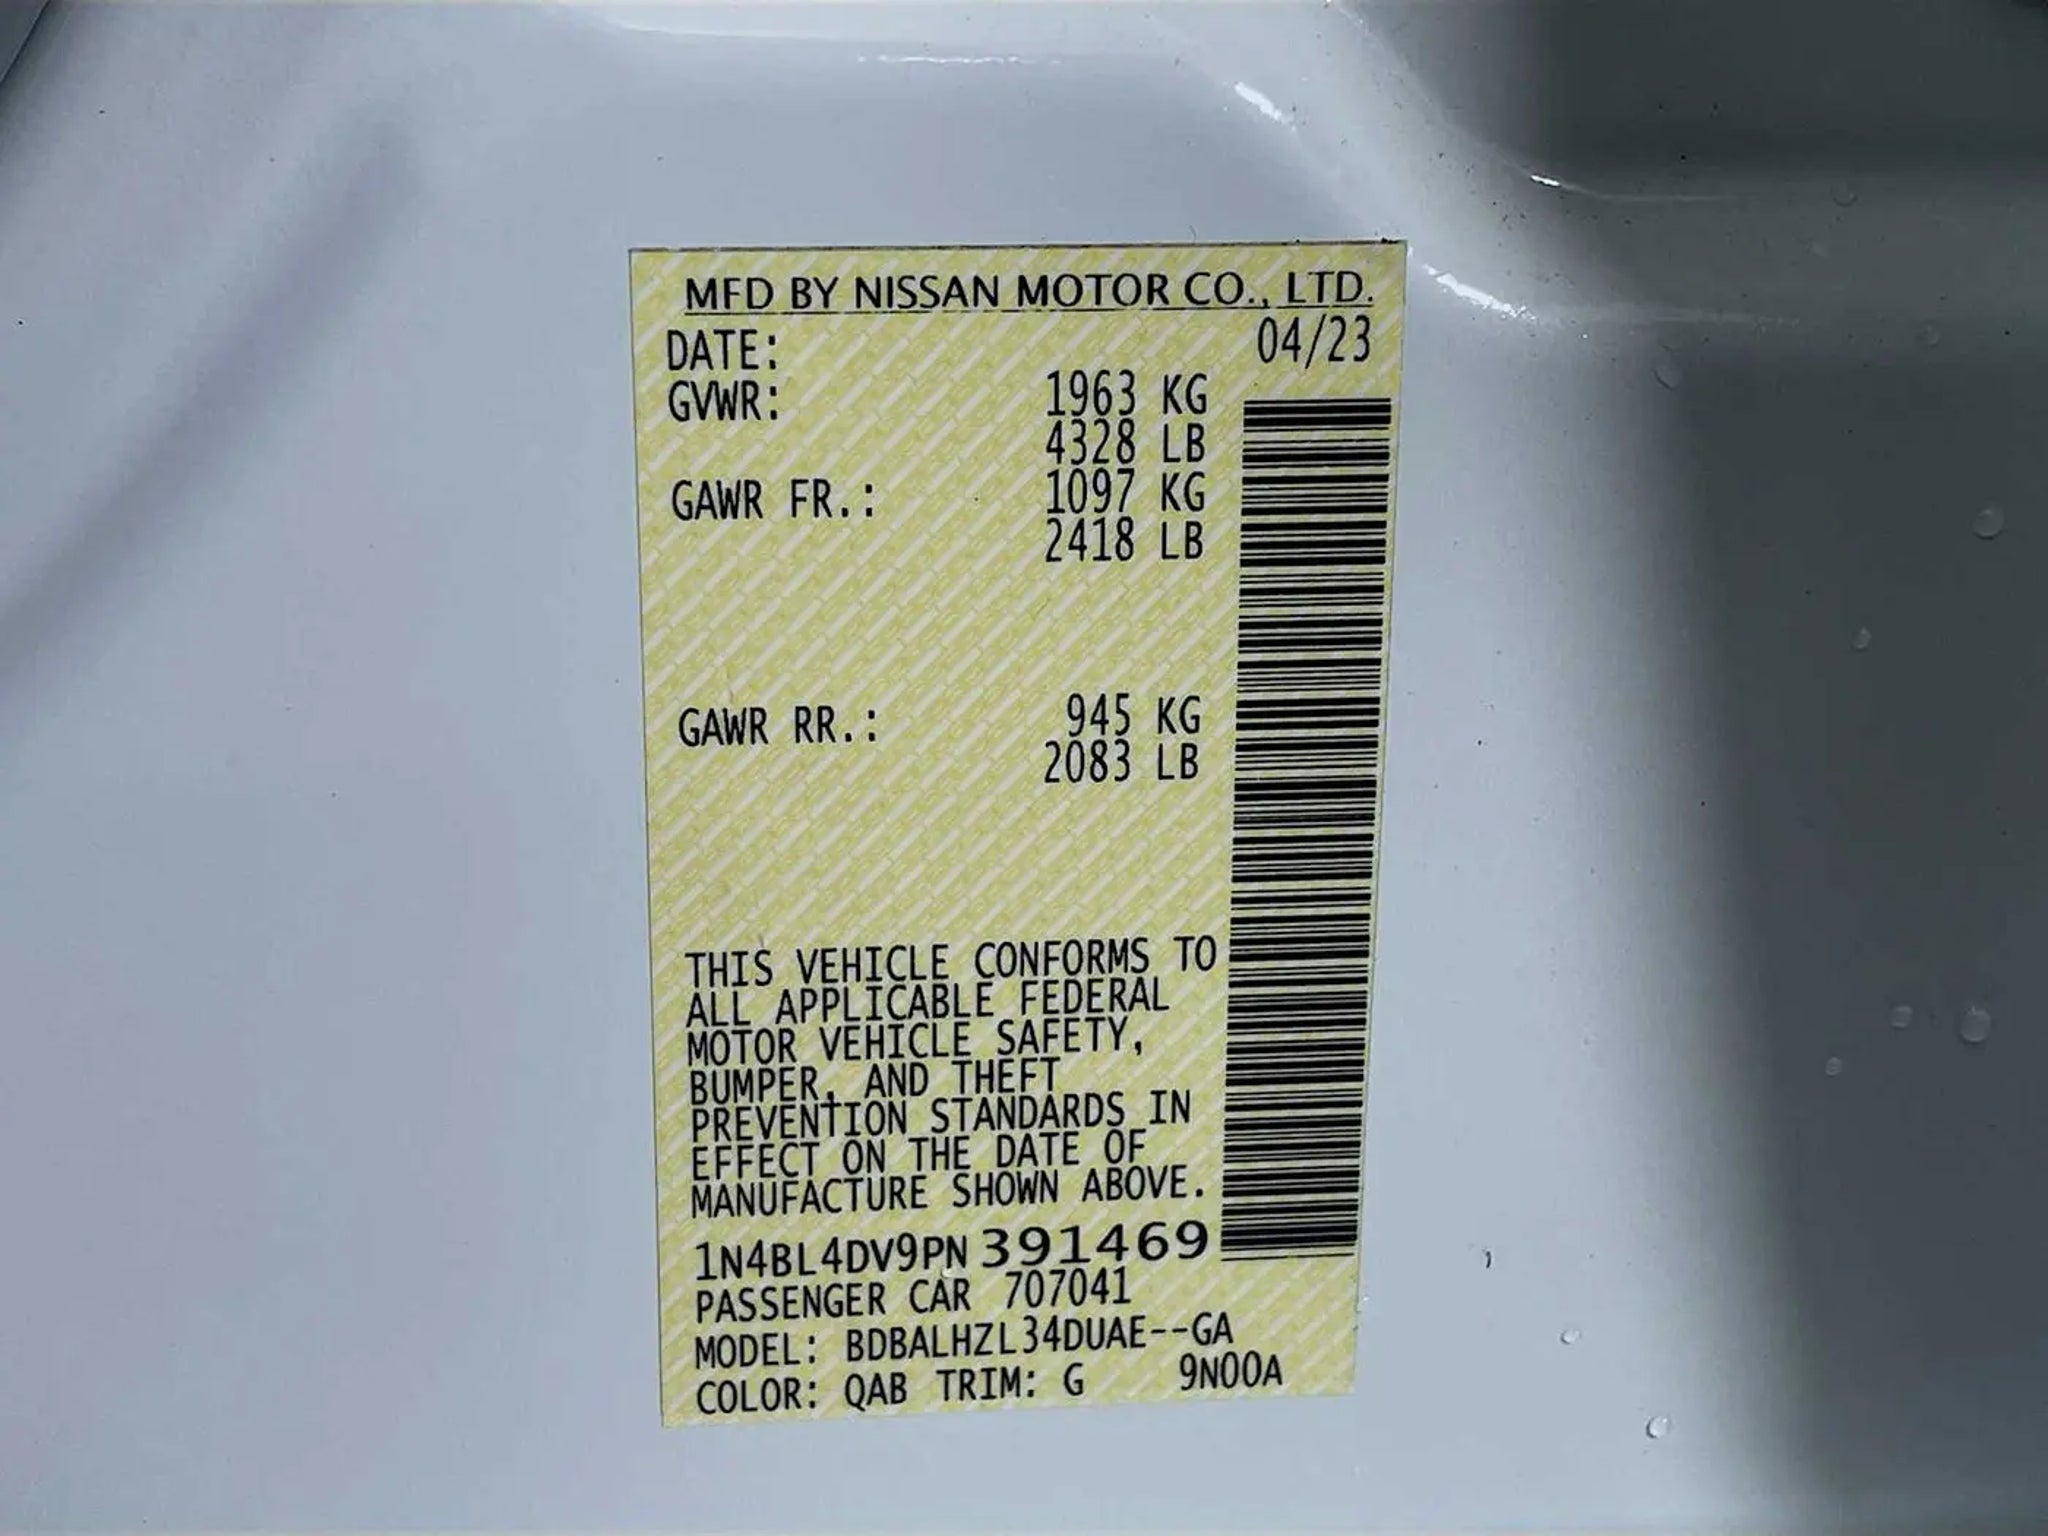 MFD BY NISSAN MOTOR CO., LTD.
DATE: 04/23
GVWR: 1963 KG
4328 LB
GAWR FR.: 1097 KG
2418 LB
GAWR RR.: 945 KG
2083 LB
THIS VEHICLE CONFORMS TO
ALL APPLICABLE FEDERAL
MOTOR VEHICLE SAFETY,
BUMPER, AND THEFT
PREVENTION STANDARDS IN
EFFECT ON THE DATE OF
MANUFACTURE SHOWN ABOVE.
1N4BL4DV9PN391469
PASSENGER CAR 707041
MODEL: BDBALHZL34DUAE--GA
COLOR: QAB TRIM: G 9N00A